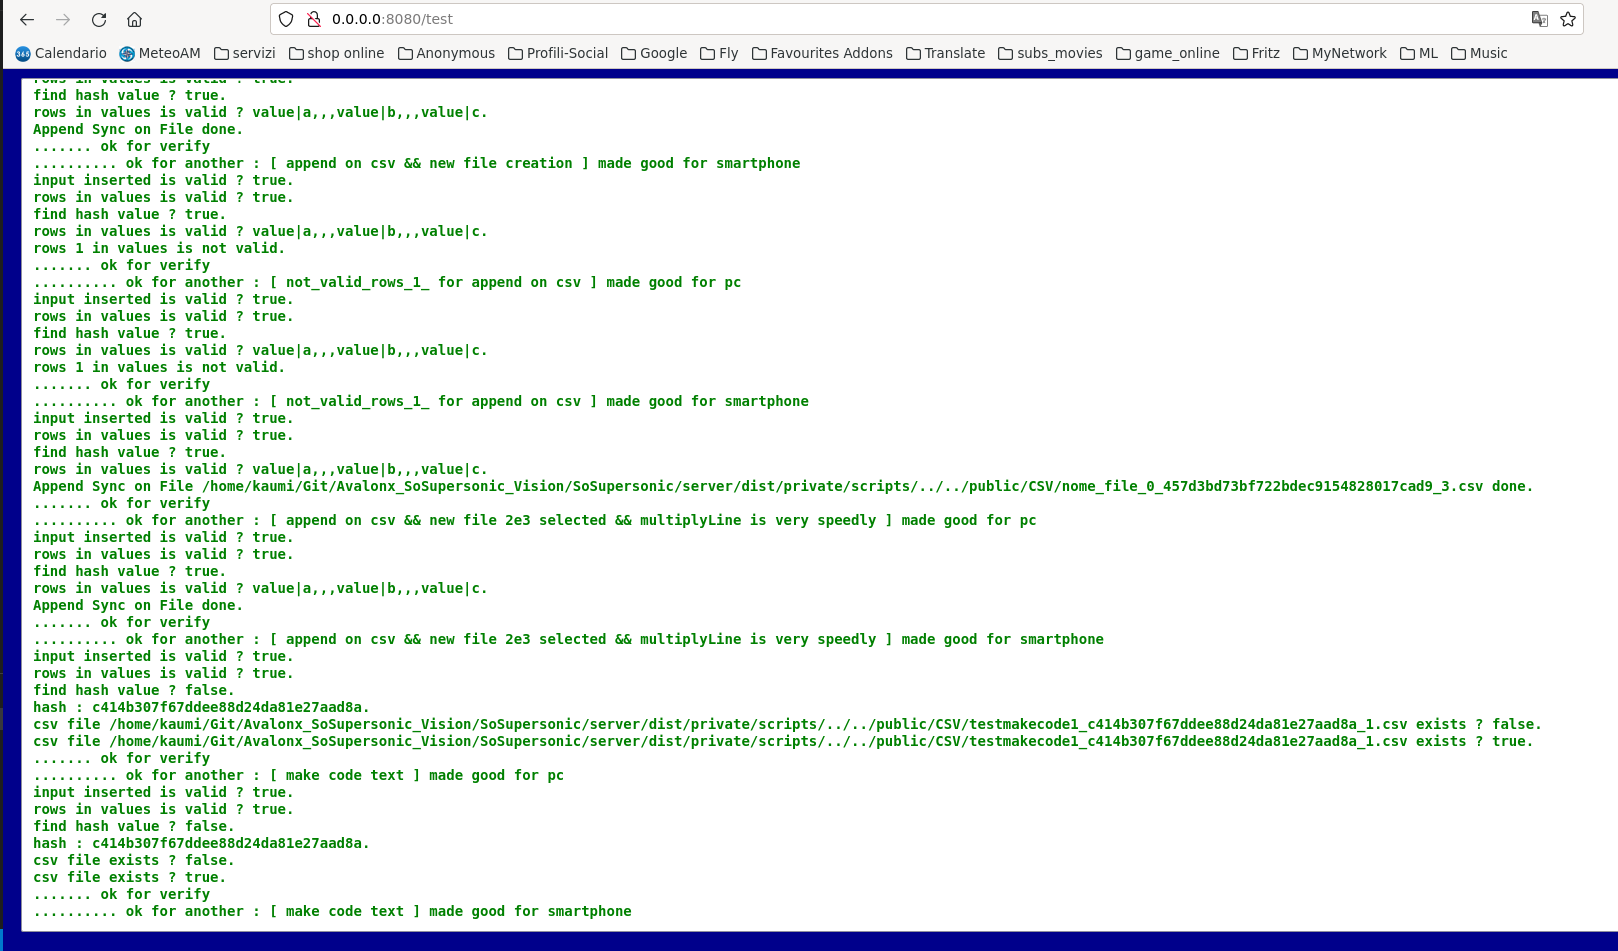 0.0.0.0:8080/test
Calendario MeteoAM servizi shop online Anonymous Profili-Social Google Fly Favourites Addons Translate subs_movies game_online Fritz MyNetwork ML Music
rows in values is valid ? true.
find hash value ? true.
rows in values is valid ? value|a,,,value|b,,,value|c.
Append Sync on File done.
....... ok for verify
.......... ok for another : [ append on csv && new file creation ] made good for smartphone
input inserted is valid ? true.
rows in values is valid ? true.
find hash value ? true.
rows in values is valid ? value|a,,,value|b,,,value|c.
rows 1 in values is not valid.
....... ok for verify
.......... ok for another : [ not_valid_rows_1_ for append on csv ] made good for pc
input inserted is valid ? true.
rows in values is valid ? true.
find hash value ? true.
rows in values is valid ? value|a,,,value|b,,,value|c.
rows 1 in values is not valid.
....... ok for verify
.......... ok for another : [ not_valid_rows_1_ for append on csv ] made good for smartphone
input inserted is valid ? true.
rows in values is valid ? true.
find hash value ? true.
rows in values is valid ? value|a,,,value|b,,,value|c.
Append Sync on File /home/kaumi/Git/Avalonx_SoSupersonic_Vision/SoSupersonic/server/dist/private/scripts/../../public/CSV/nome_file_0_457d3bd73bf722bdec9154828017cad9_3.csv done.
....... ok for verify
.......... ok for another : [ append on csv && new file 2e3 selected && multiplyLine is very speedly ] made good for pc
input inserted is valid ? true.
rows in values is valid ? true.
find hash value ? true.
rows in values is valid ? value|a,,,value|b,,,value|c.
Append Sync on File done.
....... ok for verify
.......... ok for another : [ append on csv && new file 2e3 selected && multiplyLine is very speedly ] made good for smartphone
input inserted is valid ? true.
rows in values is valid ? true.
find hash value ? false.
hash : c414b307f67ddee88d24da81e27aad8a.
csv file /home/kaumi/Git/Avalonx_SoSupersonic_Vision/SoSupersonic/server/dist/private/scripts/../../public/CSV/testmakecode1_c414b307f67ddee88d24da81e27aad8a_1.csv exists ? false.
csv file /home/kaumi/Git/Avalonx_SoSupersonic_Vision/SoSupersonic/server/dist/private/scripts/../../public/CSV/testmakecode1_c414b307f67ddee88d24da81e27aad8a_1.csv exists ? true.
....... ok for verify
.......... ok for another : [ make code text ] made good for pc
input inserted is valid ? true.
rows in values is valid ? true.
find hash value ? false.
hash : c414b307f67ddee88d24da81e27aad8a.
csv file exists ? false.
csv file exists ? true.
....... ok for verify
.......... ok for another : [ make code text ] made good for smartphone